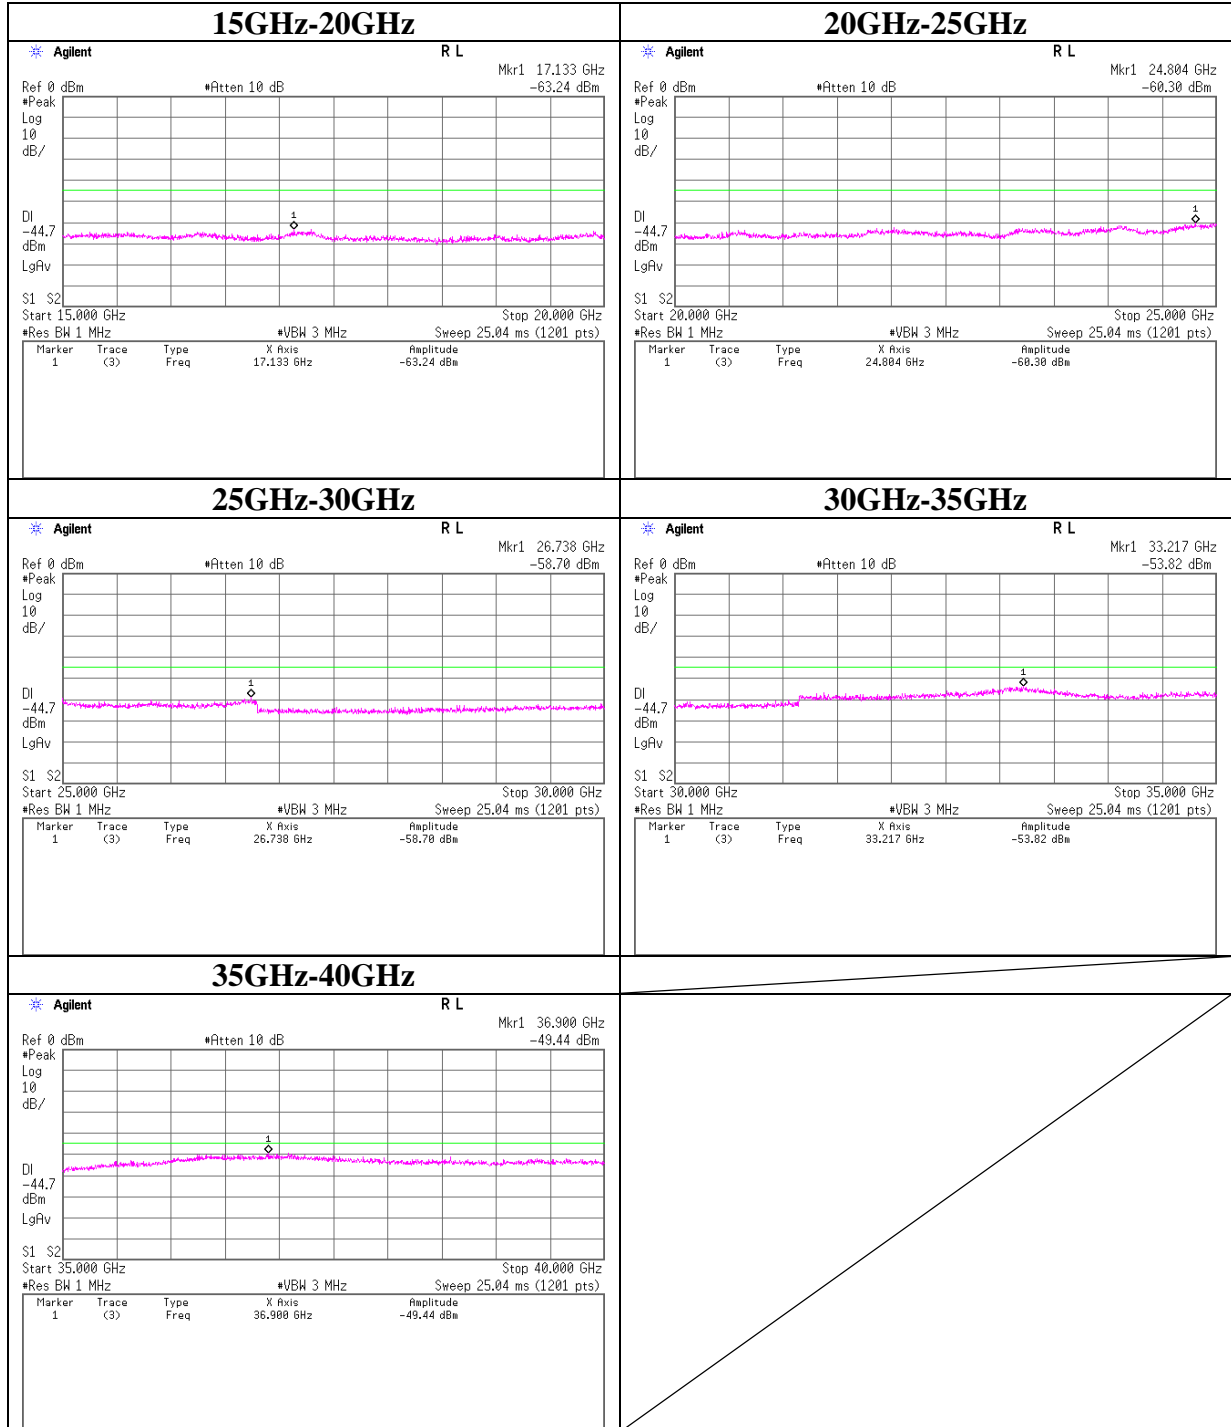 15GHz-20GHz
Agilent R L
Mkr1 17.133 GHz
Ref 0 dBm #Atten 10 dB -63.24 dBm
#Peak
Log
10
dB/
DI
-44.7
dBm
LgAv
S1 S2
Start 15.000 GHz Stop 20.000 GHz
#Res BW 1 MHz #VBW 3 MHz Sweep 25.04 ms (1201 pts)
Marker Trace Type X Axis Amplitude
1 (3) Freq 17.133 GHz -63.24 dBm
1
20GHz-25GHz
Agilent R L
Mkr1 24.804 GHz
Ref 0 dBm #Atten 10 dB -60.30 dBm
#Peak
Log
10
dB/
DI
-44.7
dBm
LgAv
S1 S2
Start 20.000 GHz Stop 25.000 GHz
#Res BW 1 MHz #VBW 3 MHz Sweep 25.04 ms (1201 pts)
Marker Trace Type X Axis Amplitude
1 (3) Freq 24.804 GHz -60.30 dBm
1
25GHz-30GHz
Agilent R L
Mkr1 26.738 GHz
Ref 0 dBm #Atten 10 dB -58.70 dBm
#Peak
Log
10
dB/
DI
-44.7
dBm
LgAv
S1 S2
Start 25.000 GHz Stop 30.000 GHz
#Res BW 1 MHz #VBW 3 MHz Sweep 25.04 ms (1201 pts)
Marker Trace Type X Axis Amplitude
1 (3) Freq 26.738 GHz -58.70 dBm
1
30GHz-35GHz
Agilent R L
Mkr1 33.217 GHz
Ref 0 dBm #Atten 10 dB -53.82 dBm
#Peak
Log
10
dB/
DI
-44.7
dBm
LgAv
S1 S2
Start 30.000 GHz Stop 35.000 GHz
#Res BW 1 MHz #VBW 3 MHz Sweep 25.04 ms (1201 pts)
Marker Trace Type X Axis Amplitude
1 (3) Freq 33.217 GHz -53.82 dBm
1
35GHz-40GHz
Agilent R L
Mkr1 36.900 GHz
Ref 0 dBm #Atten 10 dB -49.44 dBm
#Peak
Log
10
dB/
DI
-44.7
dBm
LgAv
S1 S2
Start 35.000 GHz Stop 40.000 GHz
#Res BW 1 MHz #VBW 3 MHz Sweep 25.04 ms (1201 pts)
Marker Trace Type X Axis Amplitude
1 (3) Freq 36.900 GHz -49.44 dBm
1